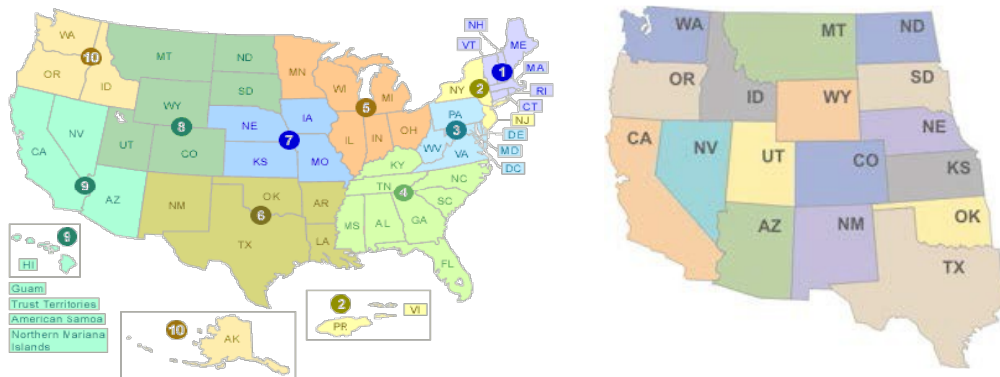 NH
VT
ME
WA
MT
ND
MN
10
1
MA
OR
ID
SD
WI
MI
NY
2
RI
WY
5
CT
PA
NJ
NV
8
NE
IA
3
DE
UT
CO
7
IL
IN
OH
WV
VA
MD
CA
KS
MO
KY
DC
9
AZ
NM
OK
AR
TN
4
NC
6
SC
MS
AL
GA
TX
LA
FL
9
HI
Guam
Trust Territories
American Samoa
Northern Mariana
Islands
10
AK
2
VI
PR
WA
MT
ND
OR
ID
WY
SD
CA
NV
UT
CO
NE
KS
AZ
NM
OK
TX